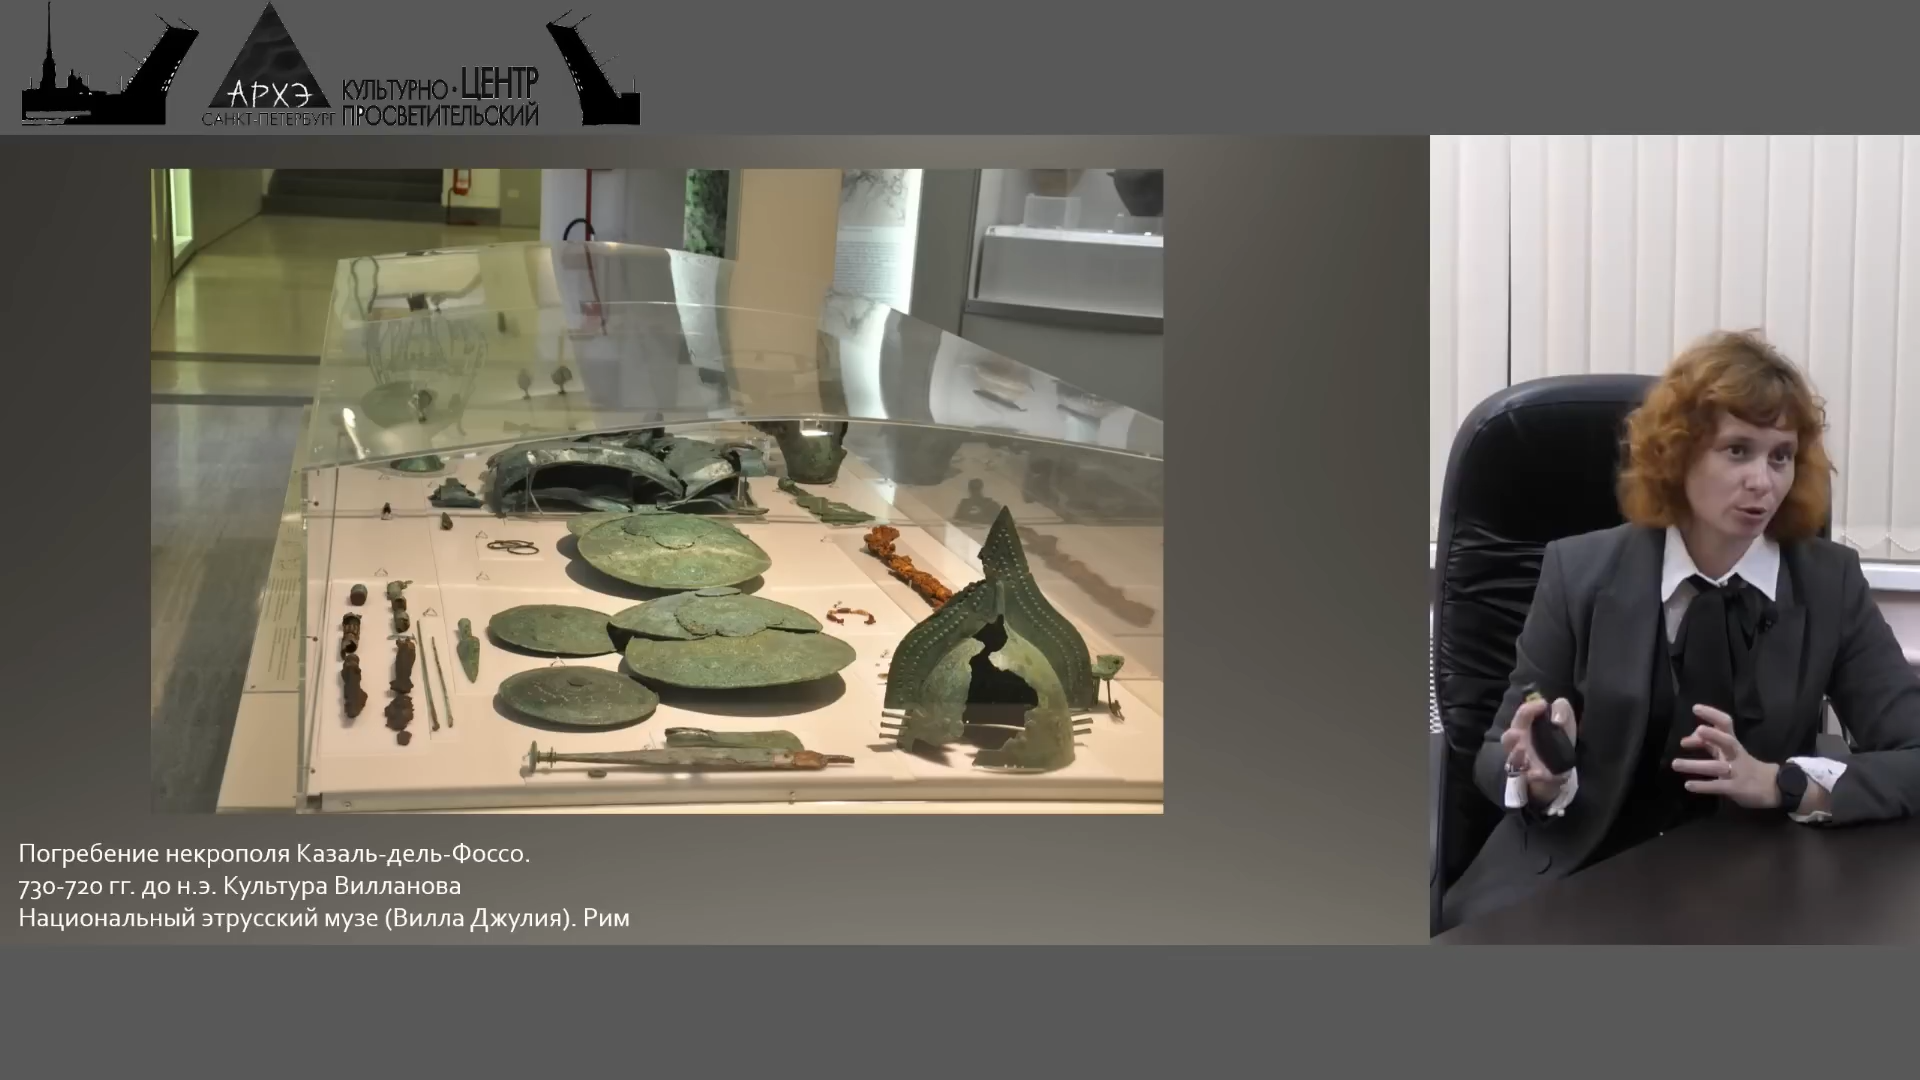 АРХЭ
САНКТ-ПЕТЕРБУРГ
КУЛЬТУРНО·ЦЕНТР
ПРОСВЕТИТЕЛЬСКИЙ
Погребение некрополя Казаль-дель-Фоссо.
730-720 гг. до н.э. Культура Вилланова
Национальный этрусский музе (Вилла Джулия). Рим